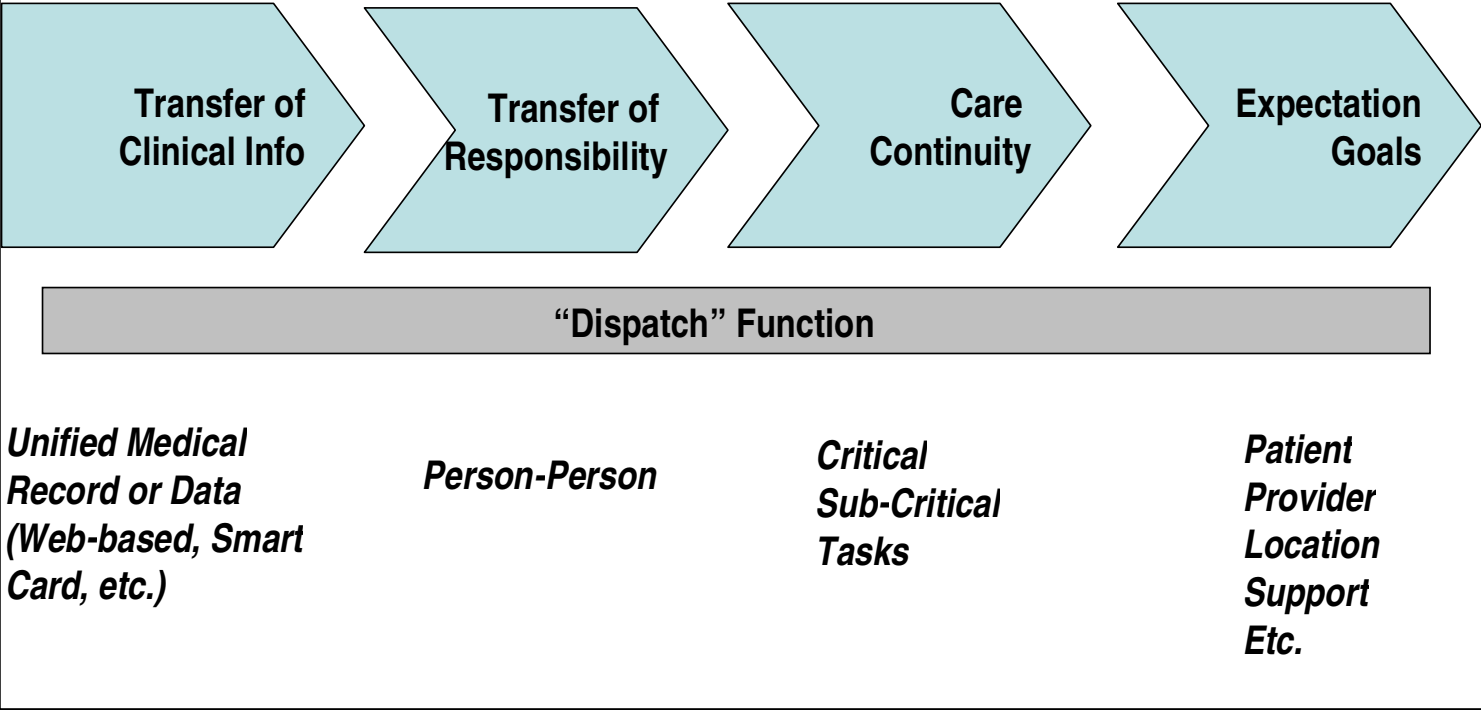 Transfer of
Clinical Info
Transfer of
Responsibility
Care
Continuity
Expectation
Goals
“Dispatch” Function
Unified Medical
Record or Data
(Web-based, Smart
Card, etc.)
Person-Person
Critical
Sub-Critical
Tasks
Patient
Provider
Location
Support
Etc.